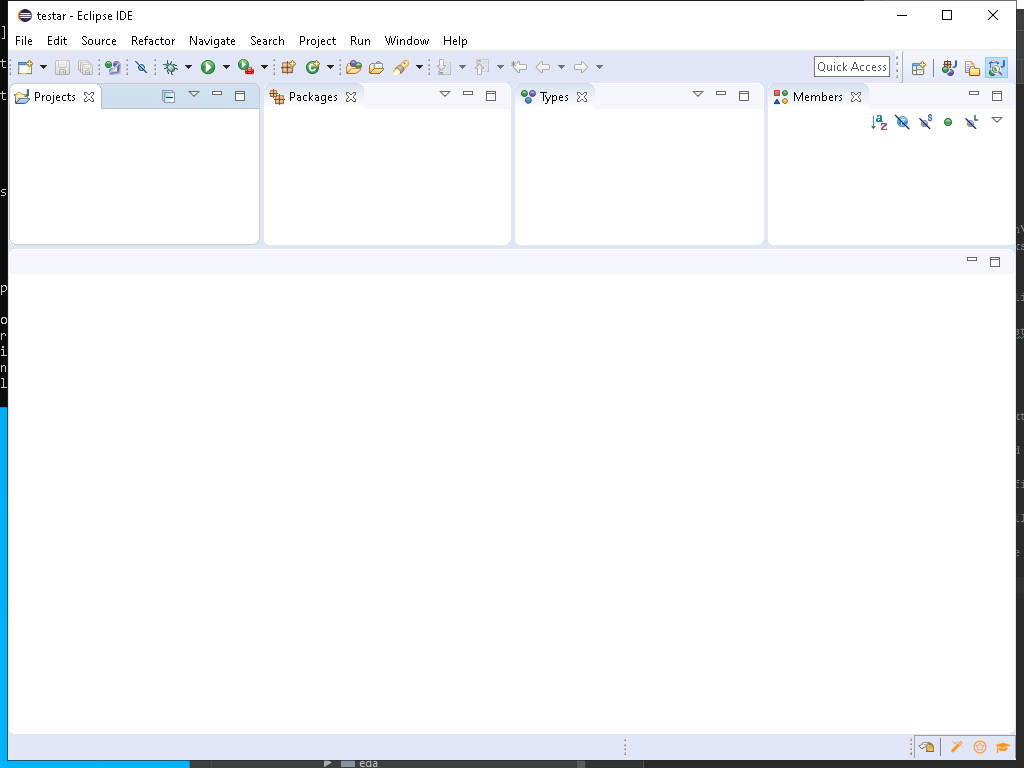 testar - Eclipse IDE
File Edit Source Refactor Navigate Search Project Run Window Help
Quick Access
Projects Packages Types Members
eda